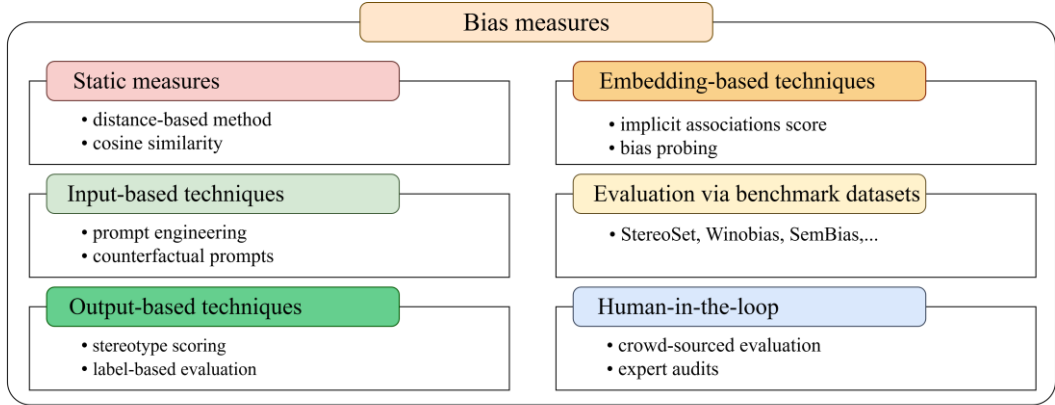 Bias measures
Static measures
• distance-based method
• cosine similarity
Input-based techniques
• prompt engineering
• counterfactual prompts
Output-based techniques
• stereotype scoring
• label-based evaluation
Embedding-based techniques
• implicit associations score
• bias probing
Evaluation via benchmark datasets
• StereoSet, Winobias, SemBias,...
Human-in-the-loop
• crowd-sourced evaluation
• expert audits